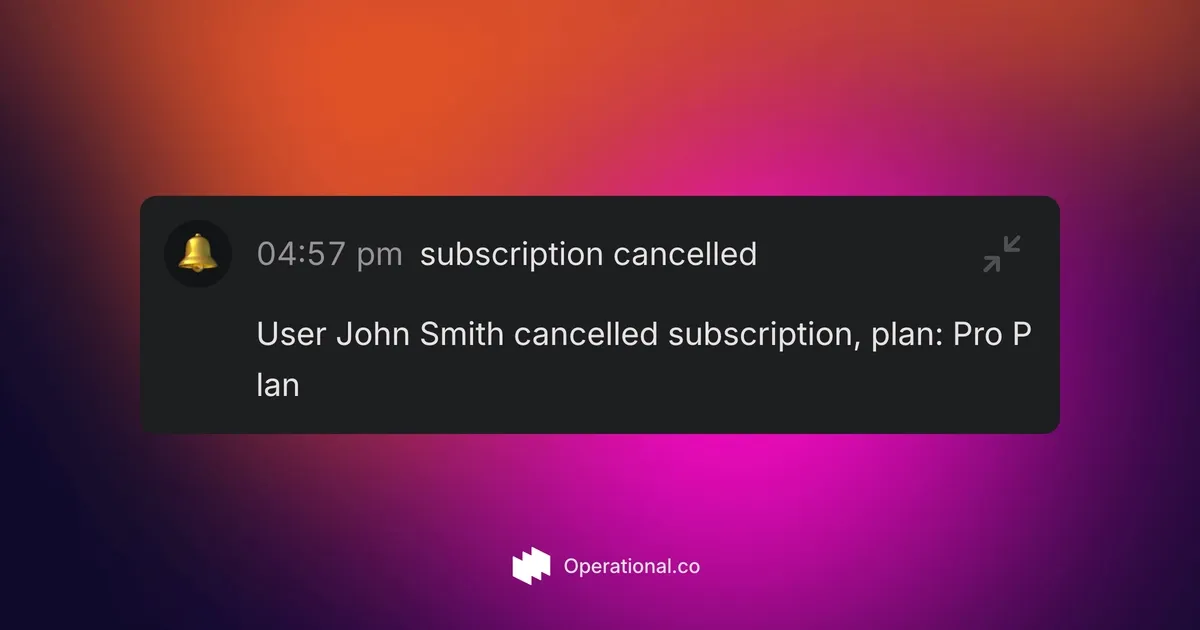 04:57 pm subscription cancelled
User John Smith cancelled subscription, plan: Pro P
lan
Operational.co